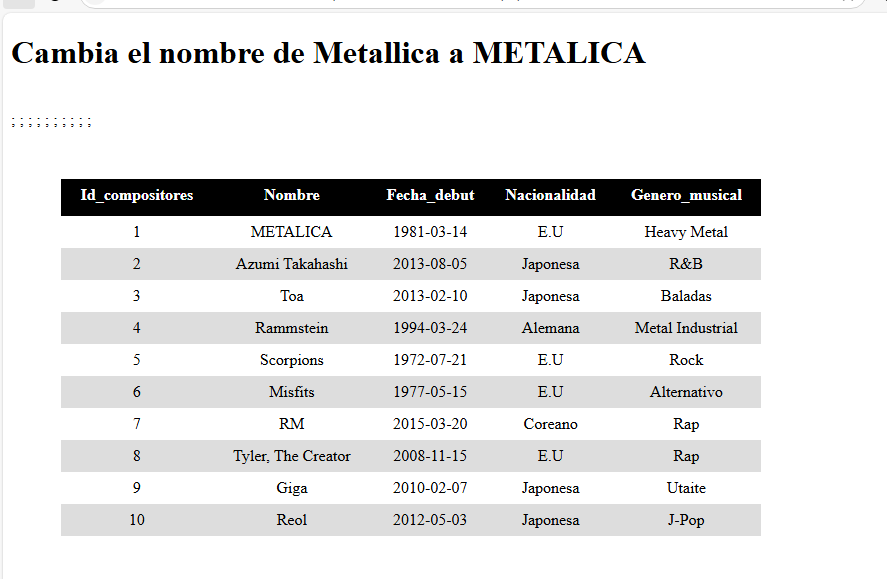 Cambia el nombre de Metallica a METALICA
; ; ; ; ; ; ; ; ; ;
Id_compositores Nombre Fecha_debut Nacionalidad Genero_musical
1 METALICA 1981-03-14 E.U Heavy Metal
2 Azumi Takahashi 2013-08-05 Japonesa R&B
3 Toa 2013-02-10 Japonesa Baladas
4 Rammstein 1994-03-24 Alemana Metal Industrial
5 Scorpions 1972-07-21 E.U Rock
6 Misfits 1977-05-15 E.U Alternativo
7 RM 2015-03-20 Coreano Rap
8 Tyler, The Creator 2008-11-15 E.U Rap
9 Giga 2010-02-07 Japonesa Utaite
10 Reol 2012-05-03 Japonesa J-Pop